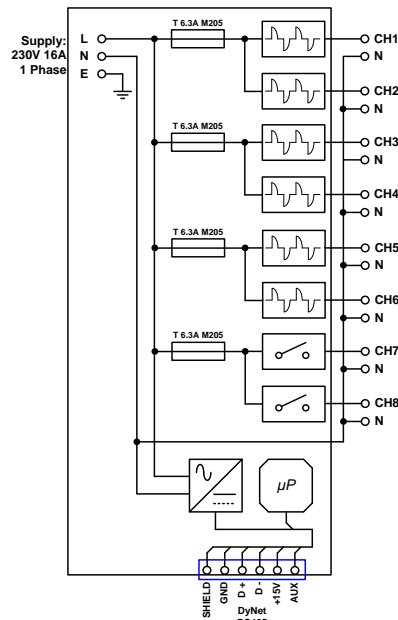 Supply:
230V 16A
1 Phase
L
N
E
T 6.3A M205
CH1
N
CH2
N
T 6.3A M205
CH3
N
CH4
N
T 6.3A M205
CH5
N
CH6
N
T 6.3A M205
CH7
N
CH8
N
µP
SHIELD
GND
D +
D -
+15V
AUX
DyNet